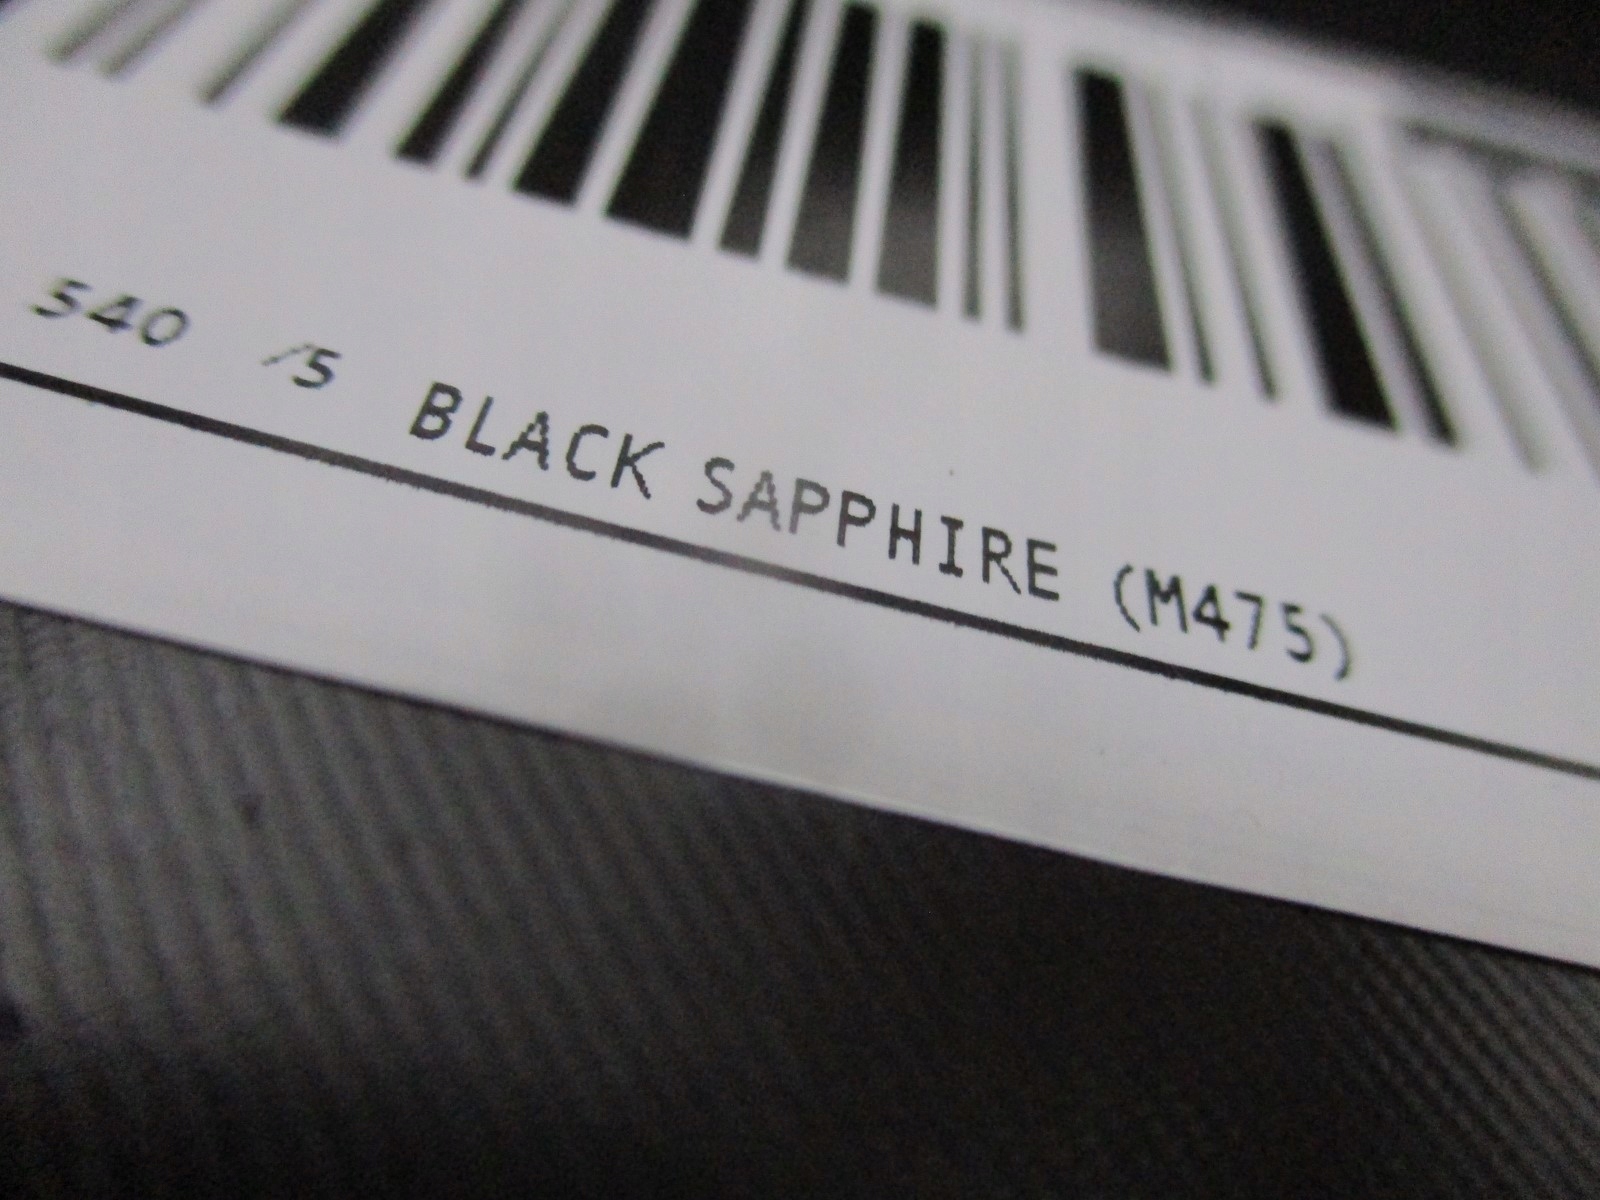 540 /5 BLACK SAPPHIRE (M475)